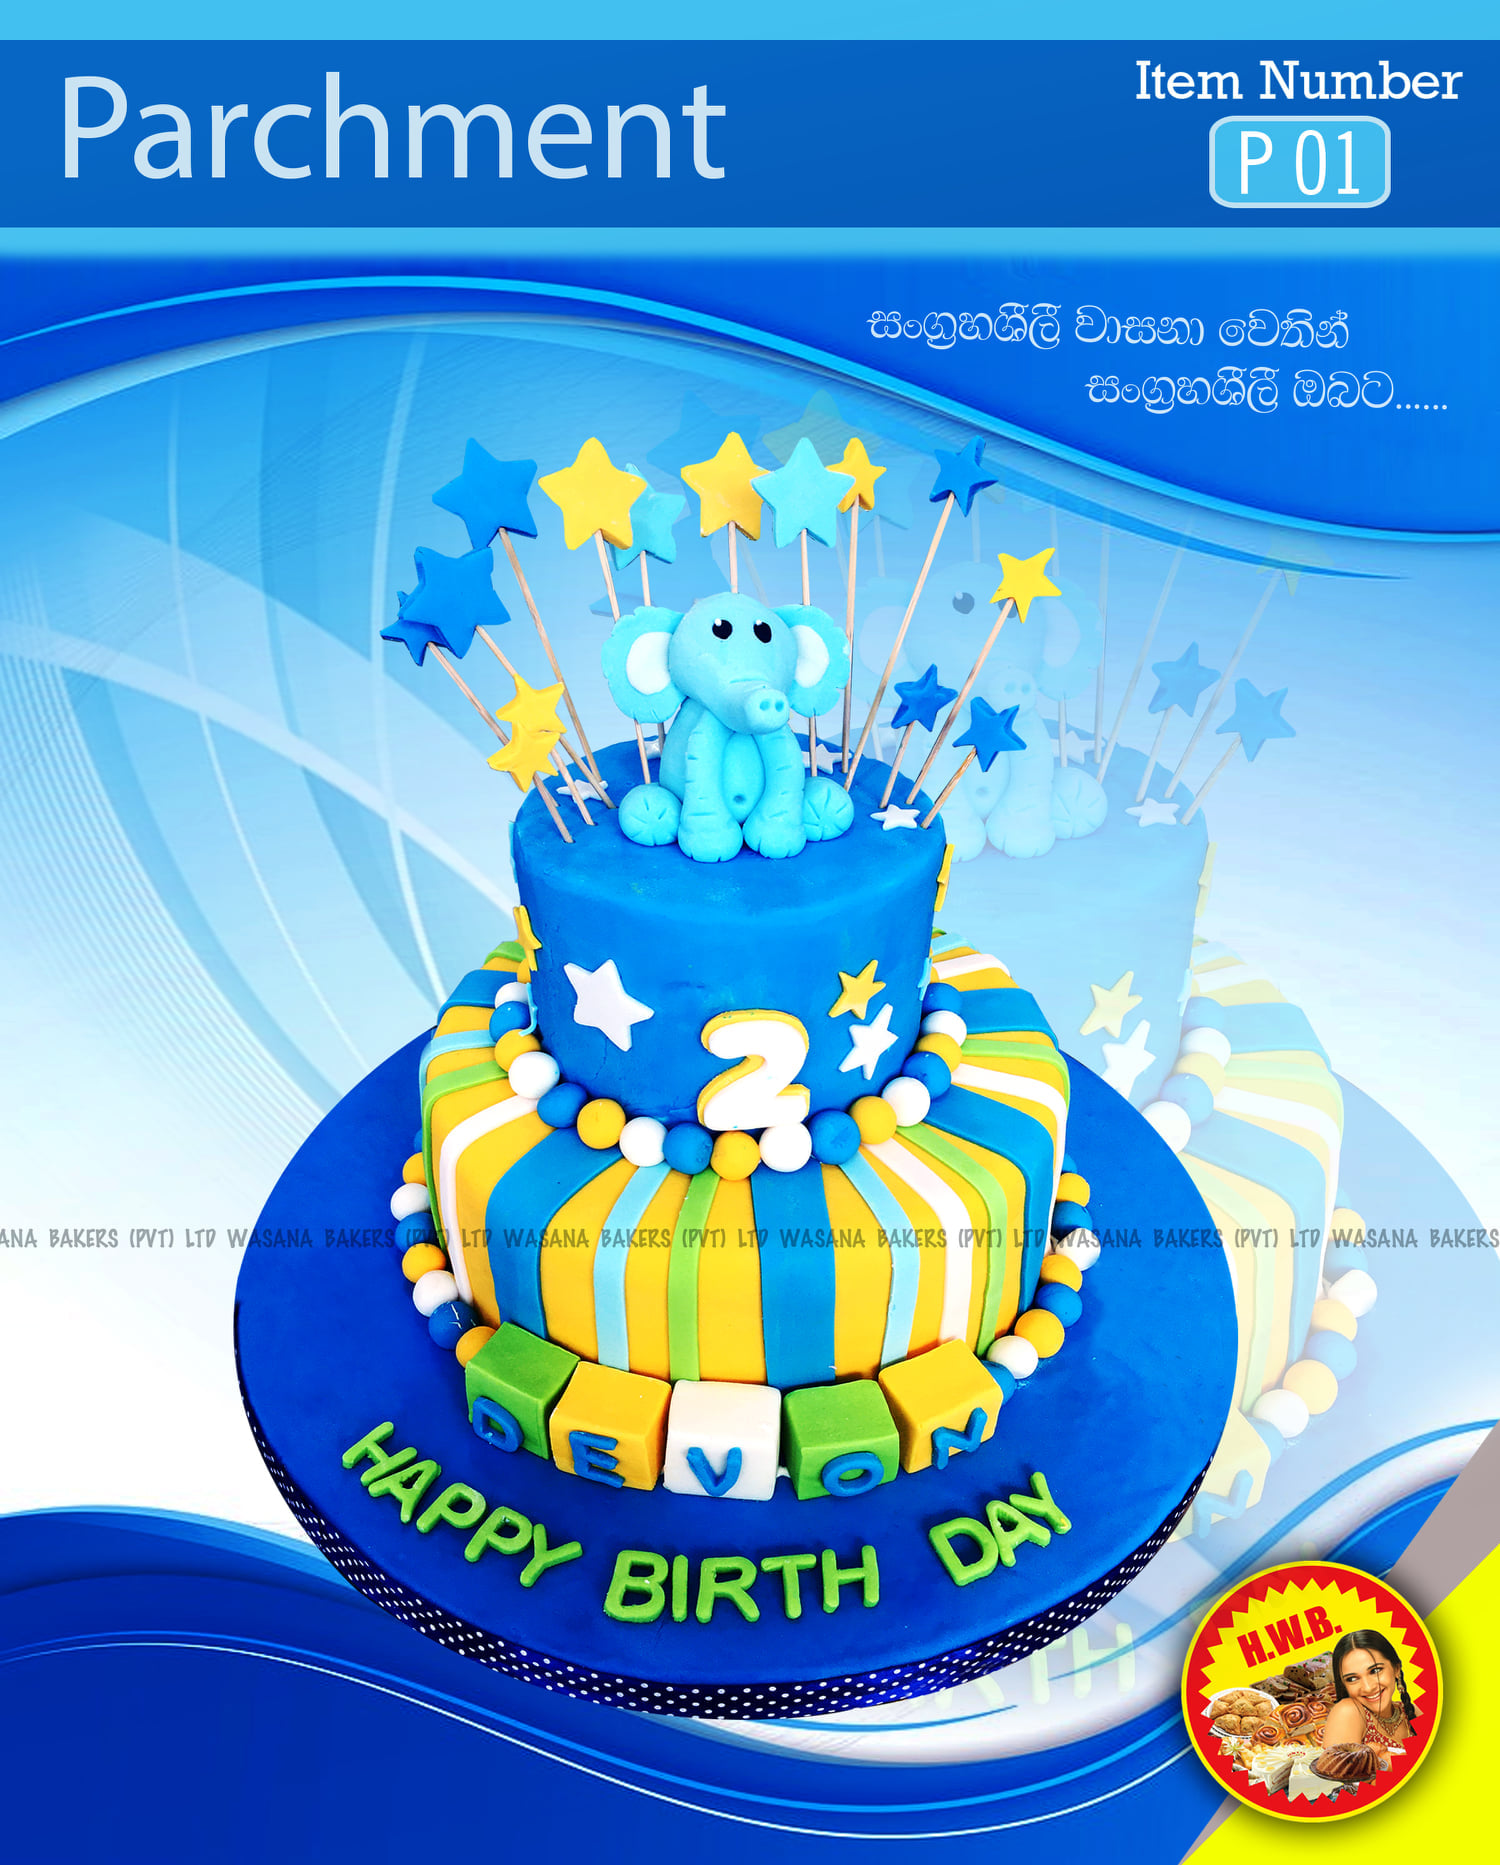 Parchment
Item Number
P 01
සංග්‍රහශීලී වාසනා වෙතින්
සංග්‍රහශීලී ඔබට......
2
ANA BAKERS (PVT) LTD WASANA BAKERS (PVT) LTD WASANA BAKERS (PVT) LTD WASANA BAKERS (PVT) LTD WASANA BAKERS
DEVON
HAPPY BIRTH DAY
H.W.B.